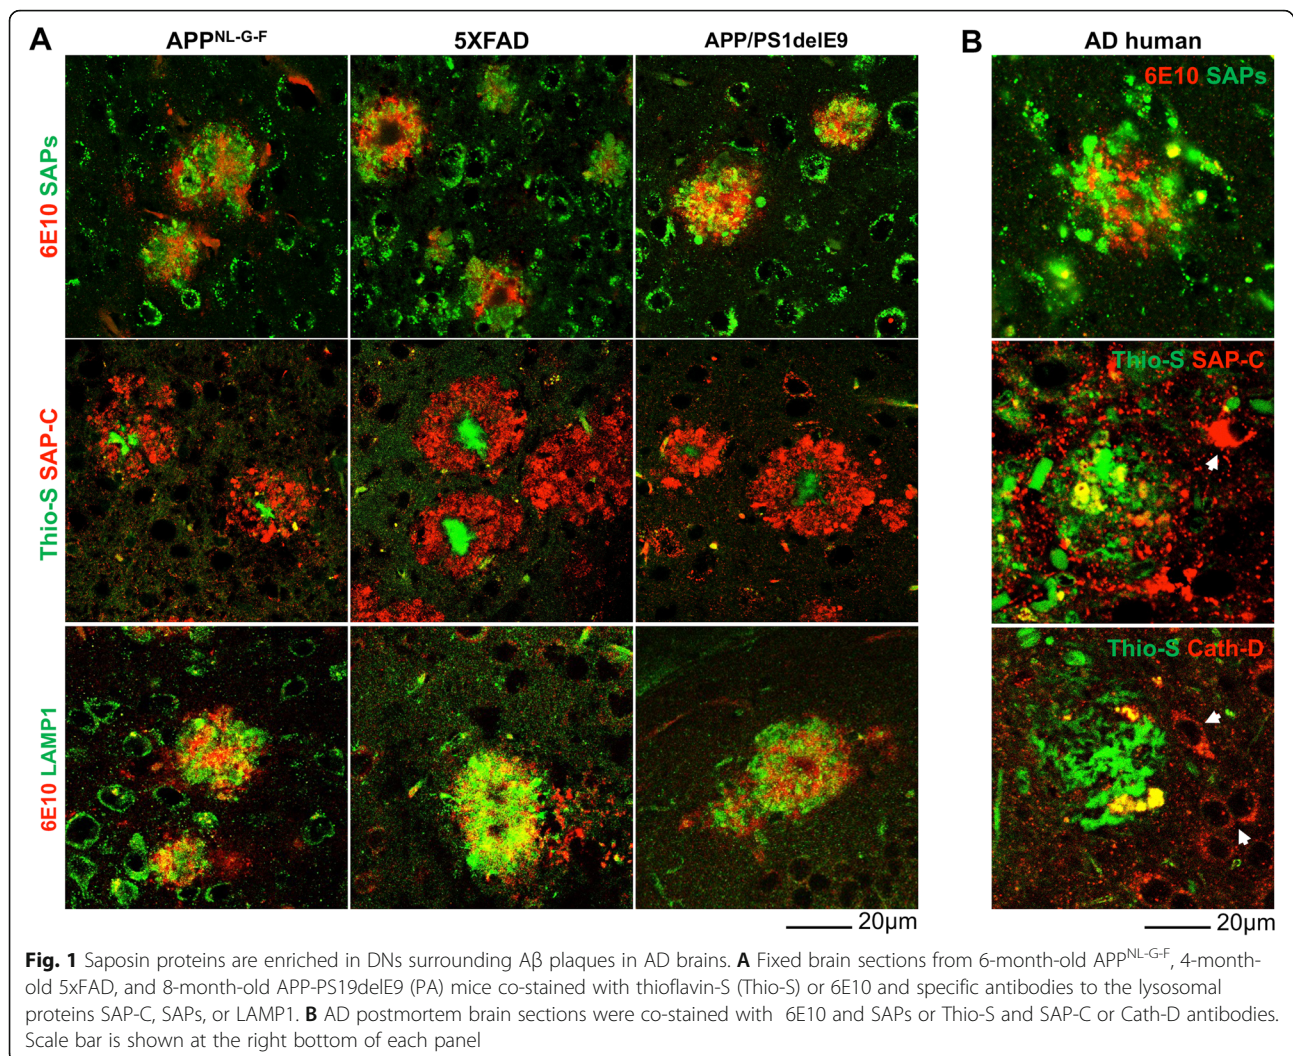 A
APPNL-G-F
5XFAD
APP/PS1delE9
B
AD human
6E10 SAPs
6E10 SAPs
Thio-S SAP-C
Thio-S SAP-C
6E10 LAMP1
Thio-S Cath-D
20μm
20μm
Fig. 1 Saposin proteins are enriched in DNs surrounding Aβ plaques in AD brains. A Fixed brain sections from 6-month-old APPNL-G-F, 4-month-
old 5xFAD, and 8-month-old APP-PS19delE9 (PA) mice co-stained with thioflavin-S (Thio-S) or 6E10 and specific antibodies to the lysosomal
proteins SAP-C, SAPs, or LAMP1. B AD postmortem brain sections were co-stained with 6E10 and SAPs or Thio-S and SAP-C or Cath-D antibodies.
Scale bar is shown at the right bottom of each panel